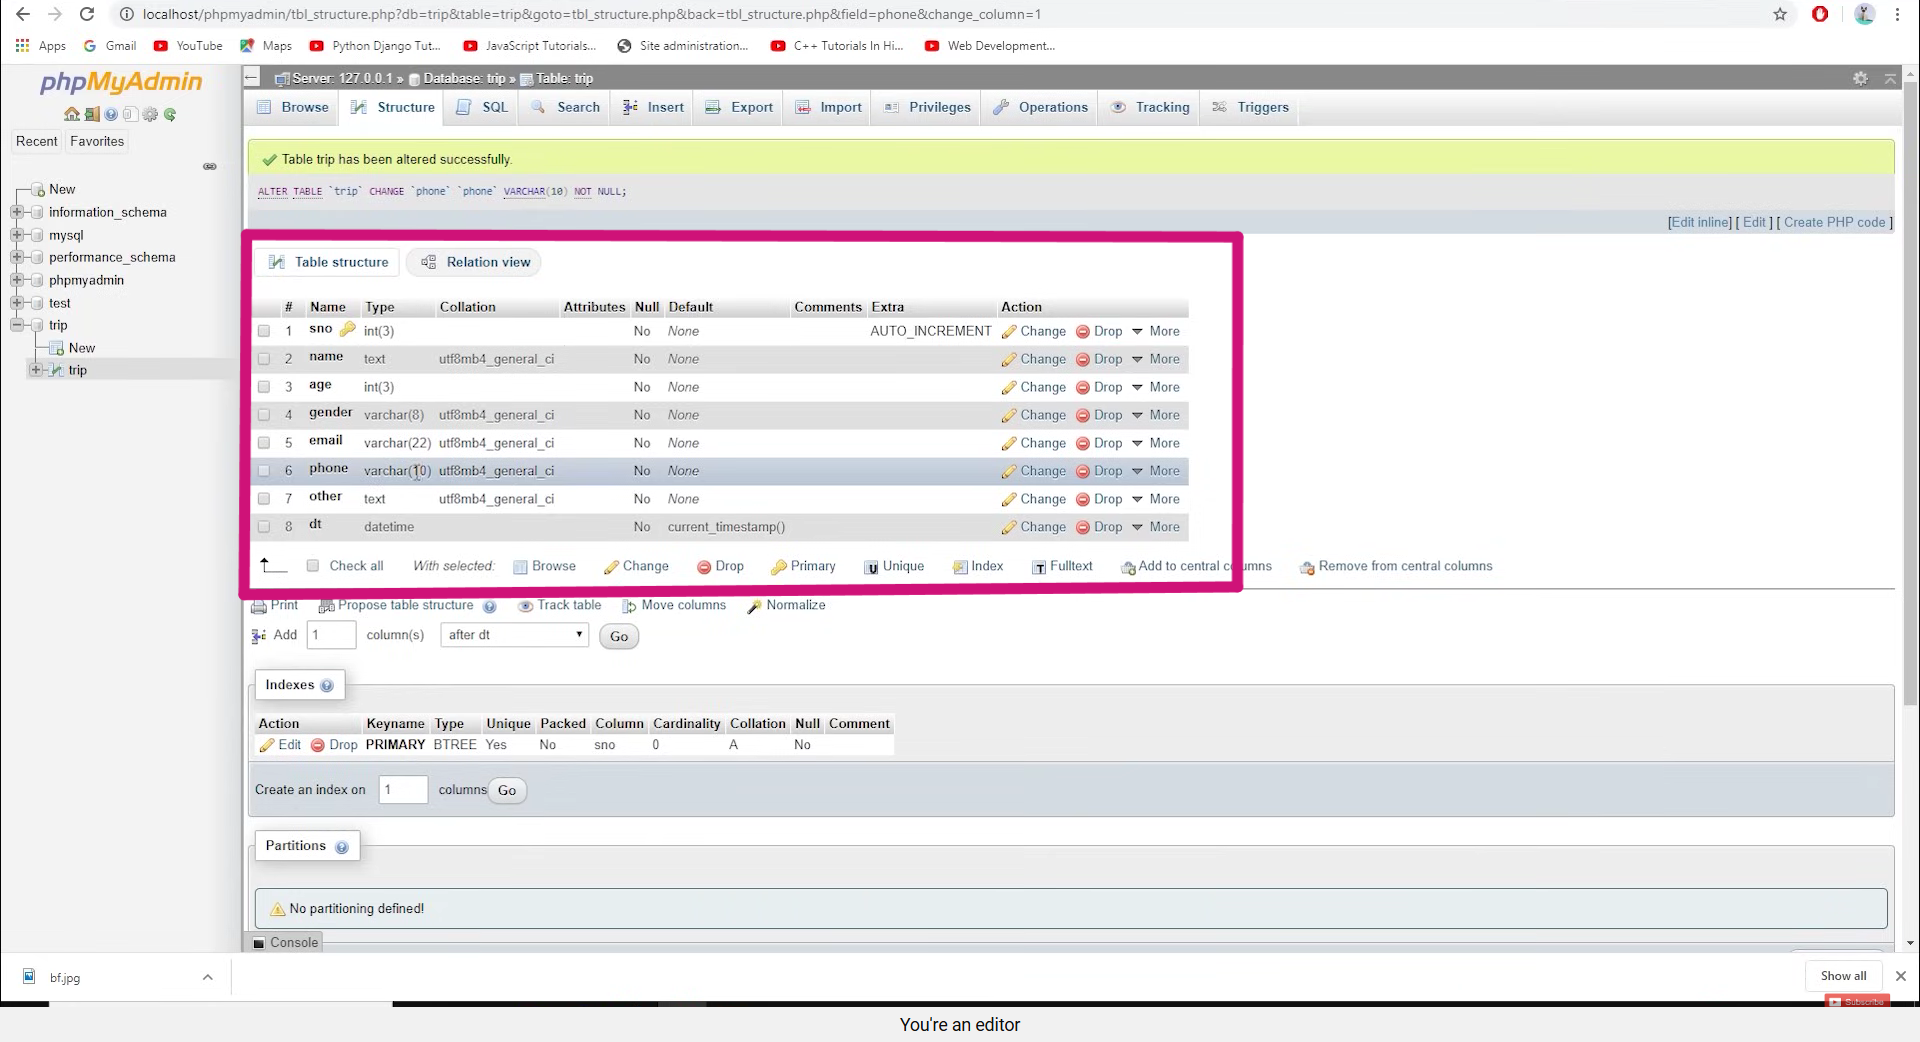 localhost/phpmyadmin/tbl_structure.php?db=trip&table=trip&goto=tbl_structure.php&back=tbl_structure.php&field=phone&change_column=1
Apps Gmail YouTube Maps Python Django Tut... JavaScript Tutorials... Site administration... C++ Tutorials In Hi... Web Development...
phpMyAdmin
Recent Favorites
New
information_schema
mysql
performance_schema
phpmyadmin
test
trip
New
trip
Server: 127.0.0.1 » Database: trip » Table: trip
Browse Structure SQL Search Insert Export Import Privileges Operations Tracking Triggers
Table trip has been altered successfully.
ALTER TABLE `trip` CHANGE `phone` `phone` VARCHAR(10) NOT NULL;
[Edit inline] [ Edit ] [ Create PHP code ]
Table structure Relation view
# Name Type Collation Attributes Null Default Comments Extra Action
1 sno int(3) No None AUTO_INCREMENT Change Drop More
2 name text utf8mb4_general_ci No None Change Drop More
3 age int(3) No None Change Drop More
4 gender varchar(8) utf8mb4_general_ci No None Change Drop More
5 email varchar(22) utf8mb4_general_ci No None Change Drop More
6 phone varchar(10) utf8mb4_general_ci No None Change Drop More
7 other text utf8mb4_general_ci No None Change Drop More
8 dt datetime No current_timestamp() Change Drop More
Check all With selected: Browse Change Drop Primary Unique Index Fulltext Add to central columns Remove from central columns
Print Propose table structure Track table Move columns Normalize
Add 1 column(s) after dt Go
Indexes
Action Keyname Type Unique Packed Column Cardinality Collation Null Comment
Edit Drop PRIMARY BTREE Yes No sno 0 A No
Create an index on 1 columns Go
Partitions
No partitioning defined!
Console
bf.jpg
Show all
Subscribe
You're an editor